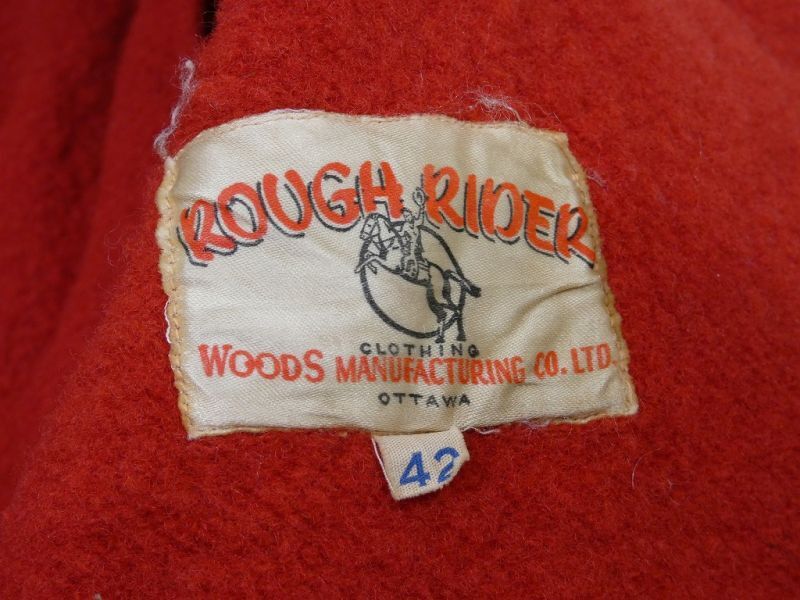 ROUGH RIDER
CLOTHING
WOODS MANUFACTURING CO. LTD.
OTTAWA
42